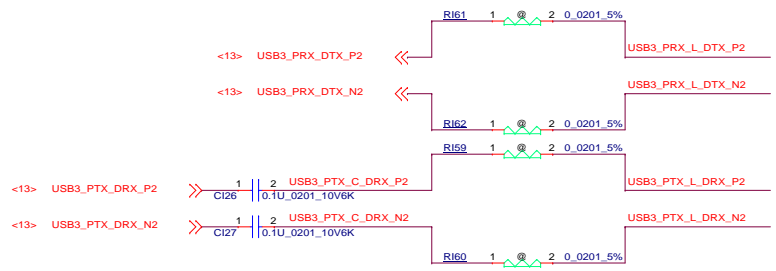 RI61 1 @ 2 0_0201_5%
<13> USB3_PRX_DTX_P2 USB3_PRX_L_DTX_P2
<13> USB3_PRX_DTX_N2 USB3_PRX_L_DTX_N2
RI62 1 @ 2 0_0201_5%
RI59 1 @ 2 0_0201_5%
<13> USB3_PTX_DRX_P2 1 2 USB3_PTX_C_DRX_P2 USB3_PTX_L_DRX_P2
CI26 0.1U_0201_10V6K
<13> USB3_PTX_DRX_N2 1 2 USB3_PTX_C_DRX_N2 USB3_PTX_L_DRX_N2
CI27 0.1U_0201_10V6K
RI60 1 @ 2 0_0201_5%